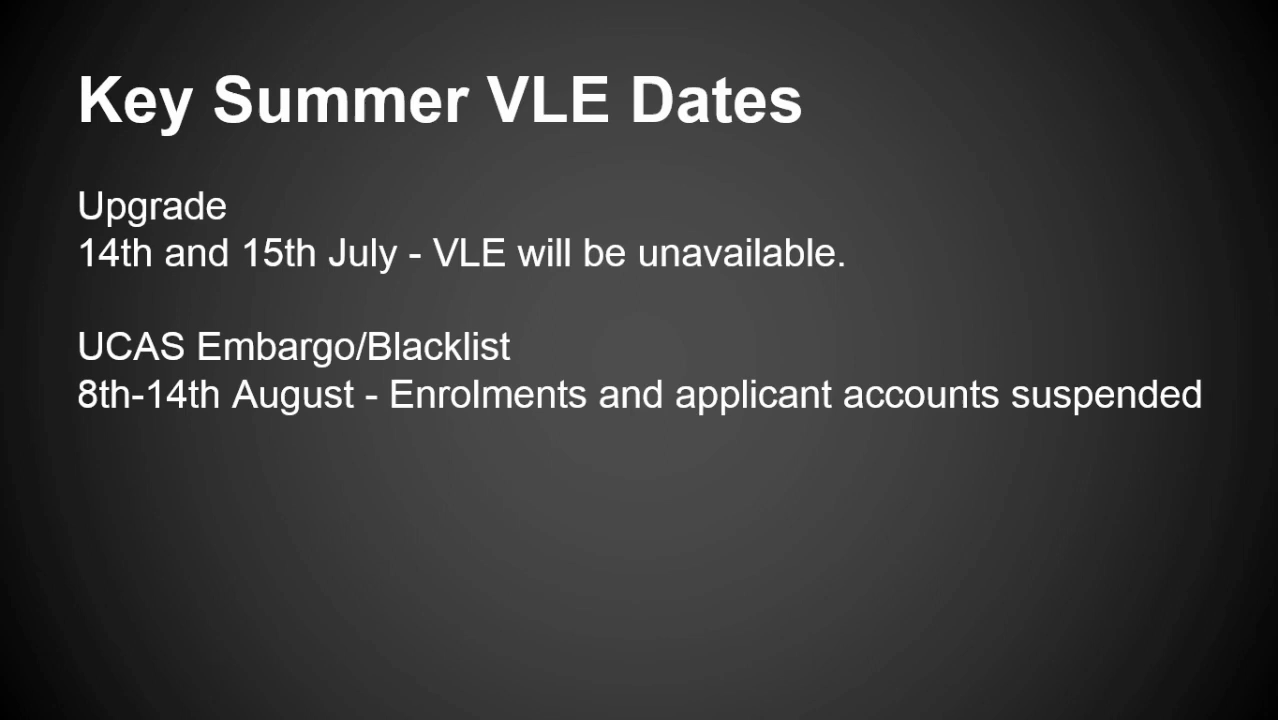 Key Summer VLE Dates
Upgrade
14th and 15th July - VLE will be unavailable.
UCAS Embargo/Blacklist
8th-14th August - Enrolments and applicant accounts suspended